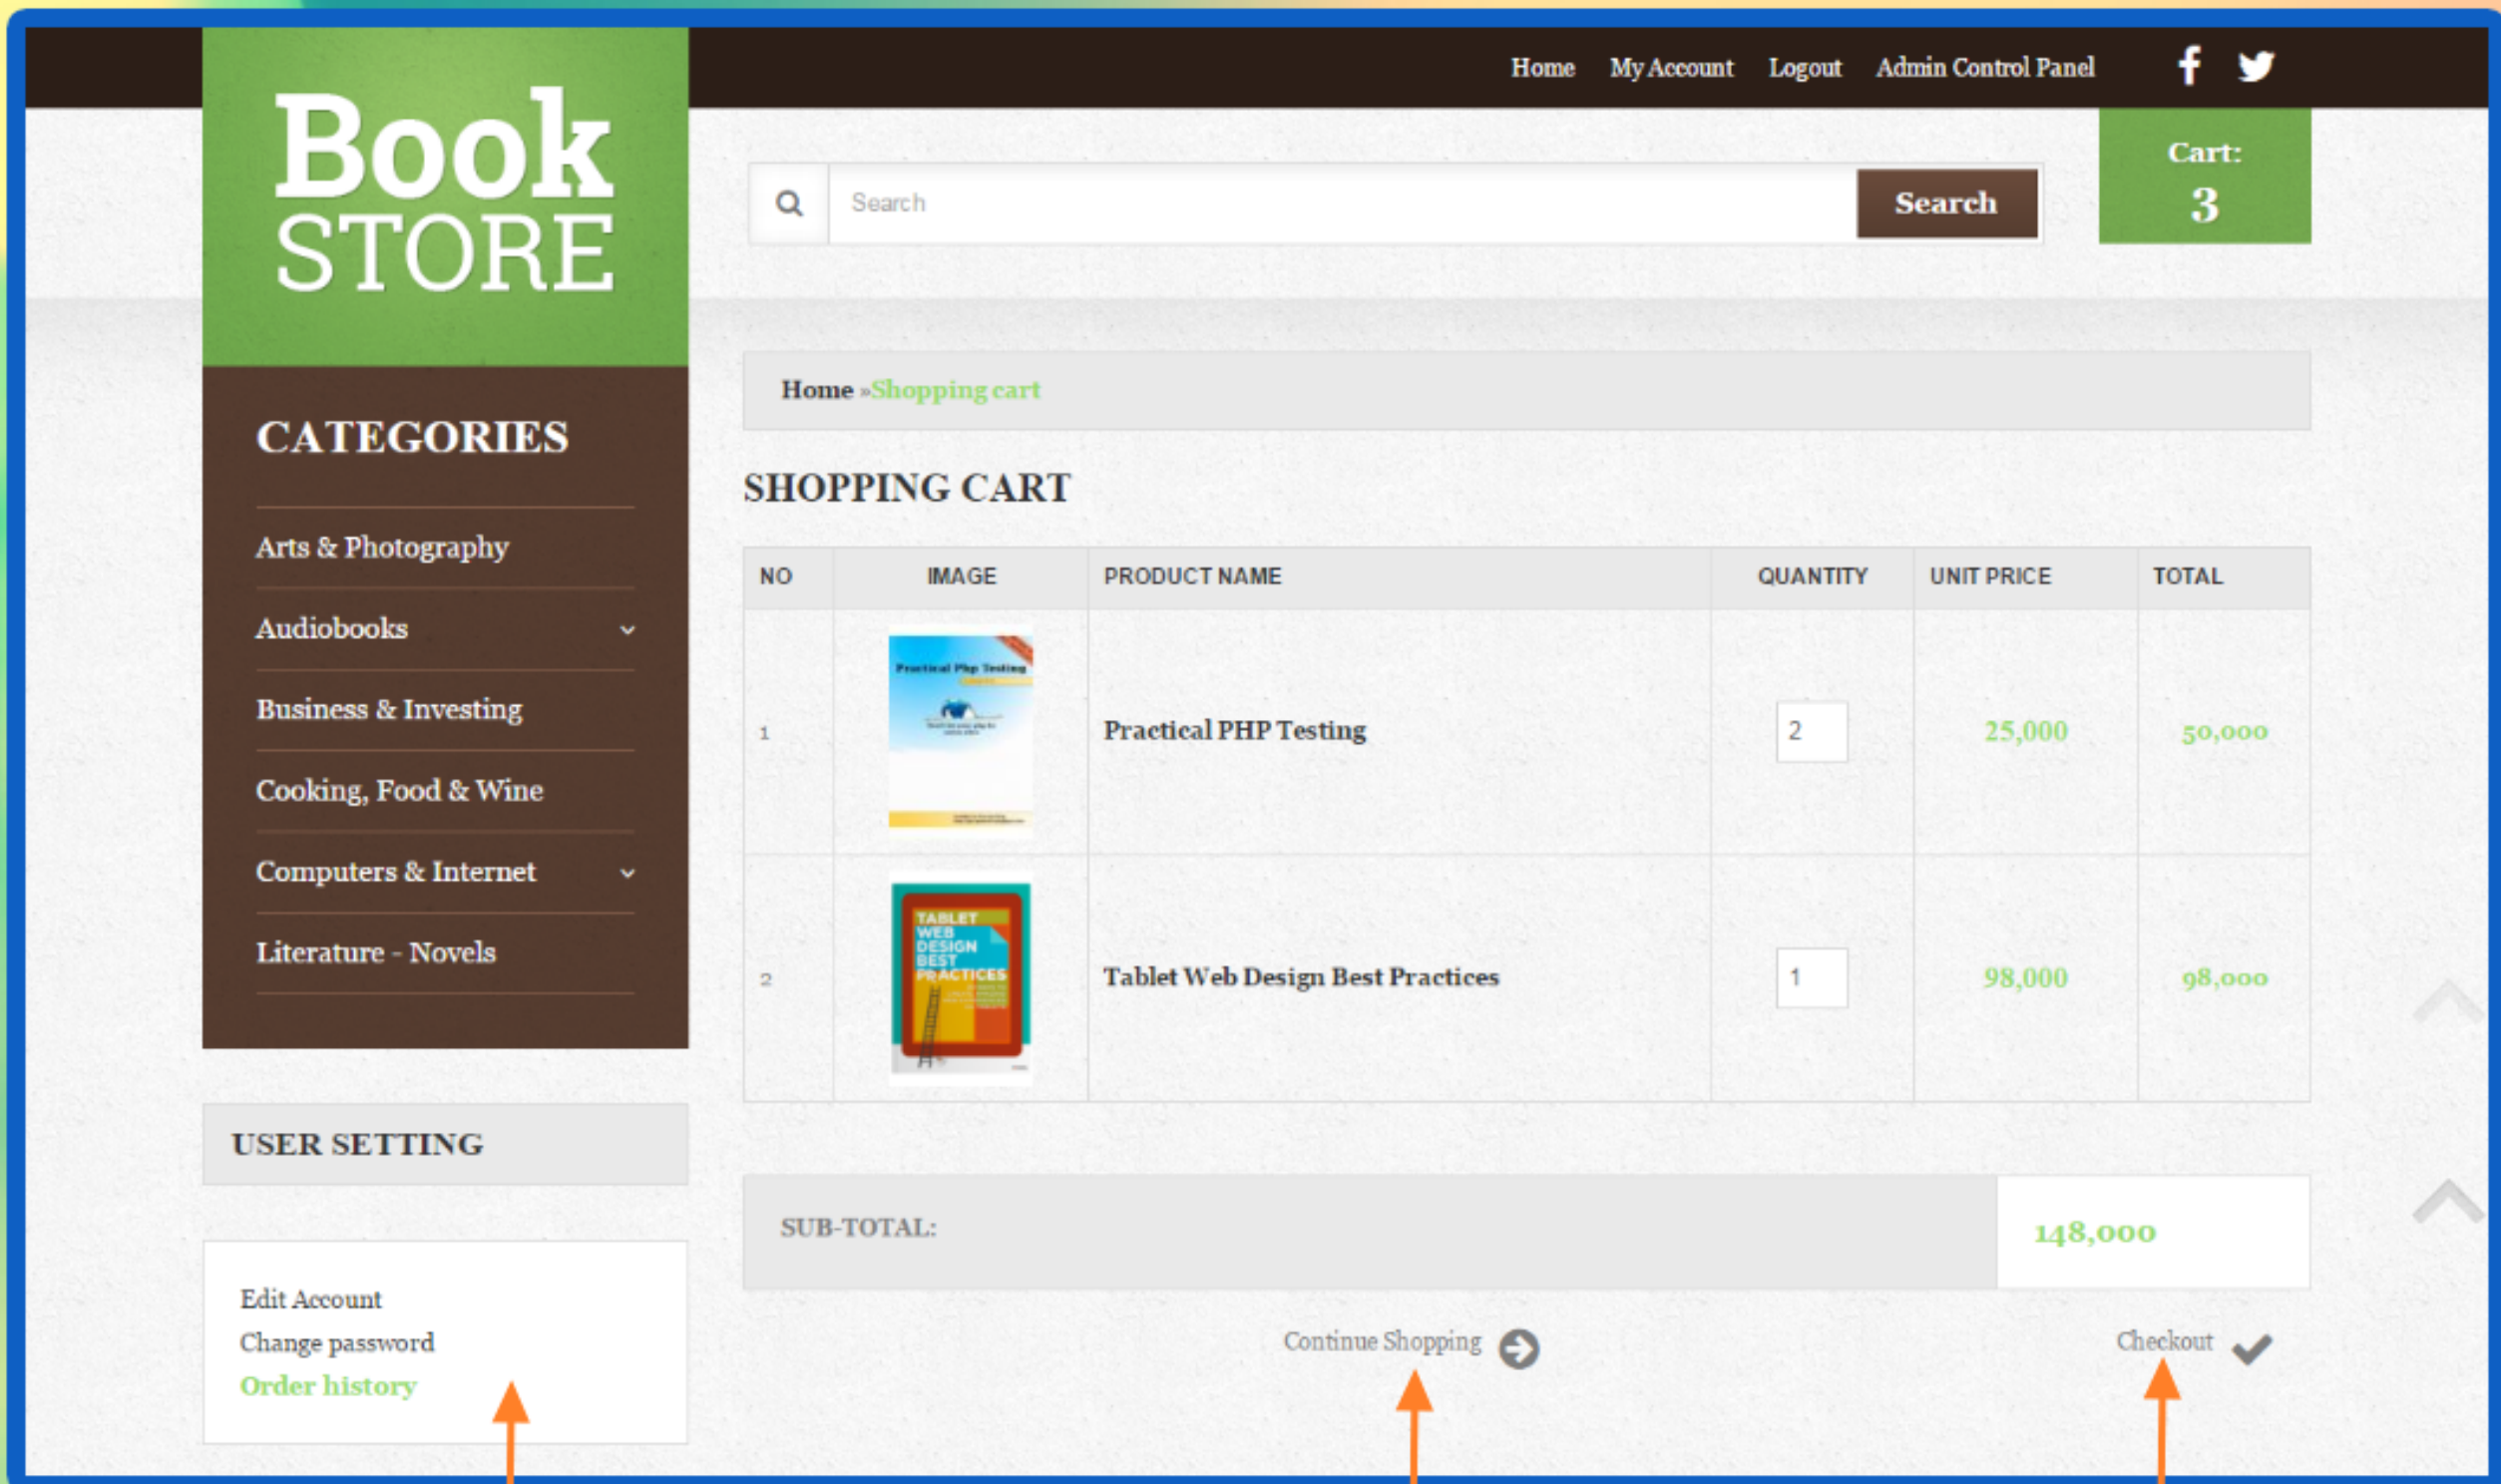 Home My Account Logout Admin Control Panel
Book
STORE
Search
Search
Cart:
3
CATEGORIES
Arts & Photography
Audiobooks
Business & Investing
Cooking, Food & Wine
Computers & Internet
Literature - Novels
USER SETTING
Edit Account
Change password
Order history
Home »Shopping cart
SHOPPING CART
NO IMAGE PRODUCT NAME QUANTITY UNIT PRICE TOTAL
Practical Php Testing
1 Practical PHP Testing 2 25,000 50,000
TABLET
WEB
DESIGN
BEST
PRACTICES
2 Tablet Web Design Best Practices 1 98,000 98,000
SUB-TOTAL: 148,000
Continue Shopping Checkout